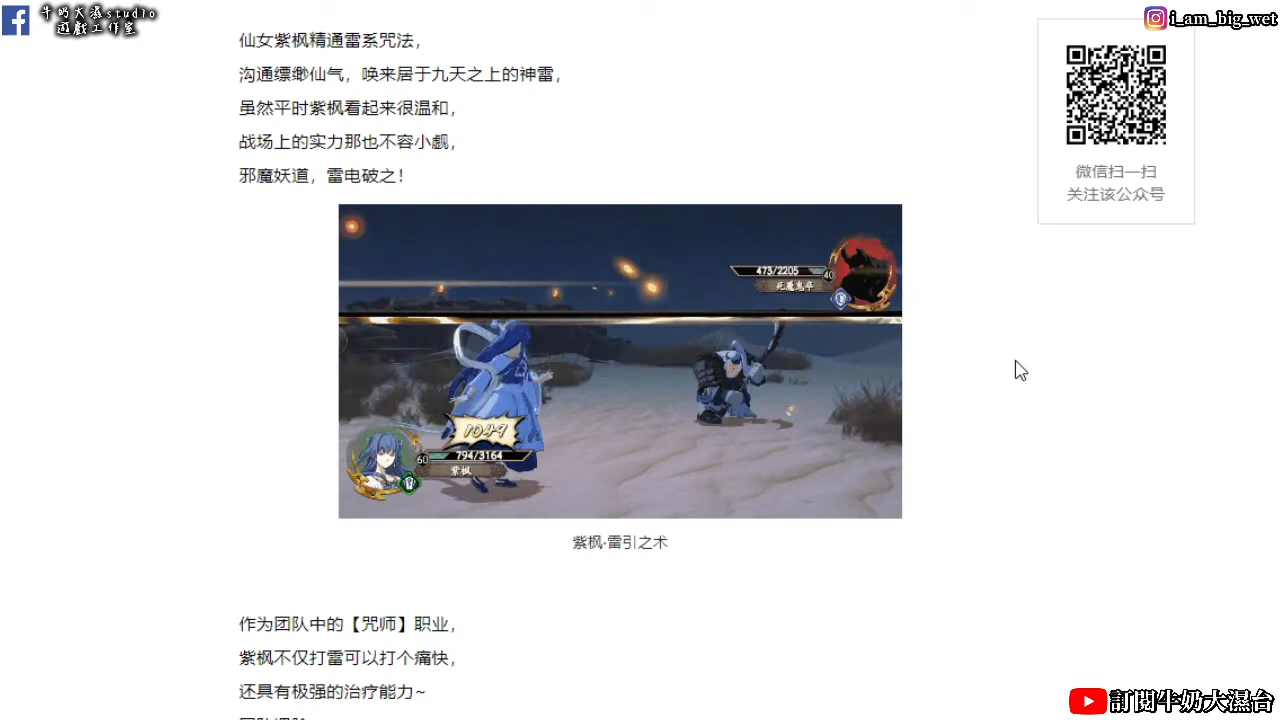 牛奶大濕studio
遊戲工作室
i_am_big_wet
仙女紫枫精通雷系咒法，
沟通缥缈仙气，唤来居于九天之上的神雷，
虽然平时紫枫看起来很温和，
战场上的实力那也不容小觑，
邪魔妖道，雷电破之！
微信扫一扫
关注该公众号
473/2205
40
死魔鬼卒
1049
60
794/3164
紫枫
紫枫·雷引之术
作为团队中的【咒师】职业，
紫枫不仅打雷可以打个痛快，
还具有极强的治疗能力~
訂閱牛奶大濕台